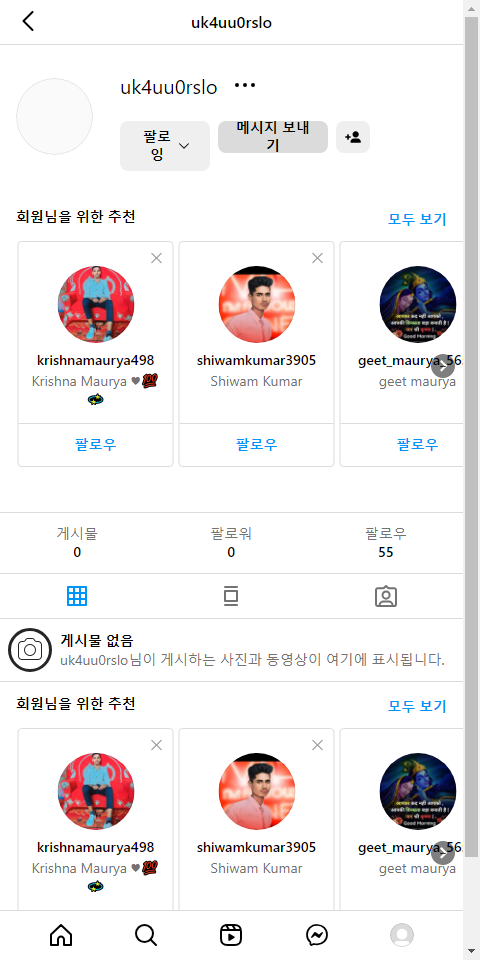 uk4uu0rslo
uk4uu0rslo
팔로
잉
메시지 보내
기
회원님을 위한 추천
모두 보기
krishnamaurya498
Krishna Maurya ♥💯
팔로우
shiwamkumar3905
Shiwam Kumar
팔로우
geet_maurya_56
geet maurya
팔로우
게시물
0
팔로워
0
팔로우
55
게시물 없음
uk4uu0rslo님이 게시하는 사진과 동영상이 여기에 표시됩니다.
회원님을 위한 추천
모두 보기
krishnamaurya498
Krishna Maurya ♥💯
shiwamkumar3905
Shiwam Kumar
geet_maurya_56
geet maurya